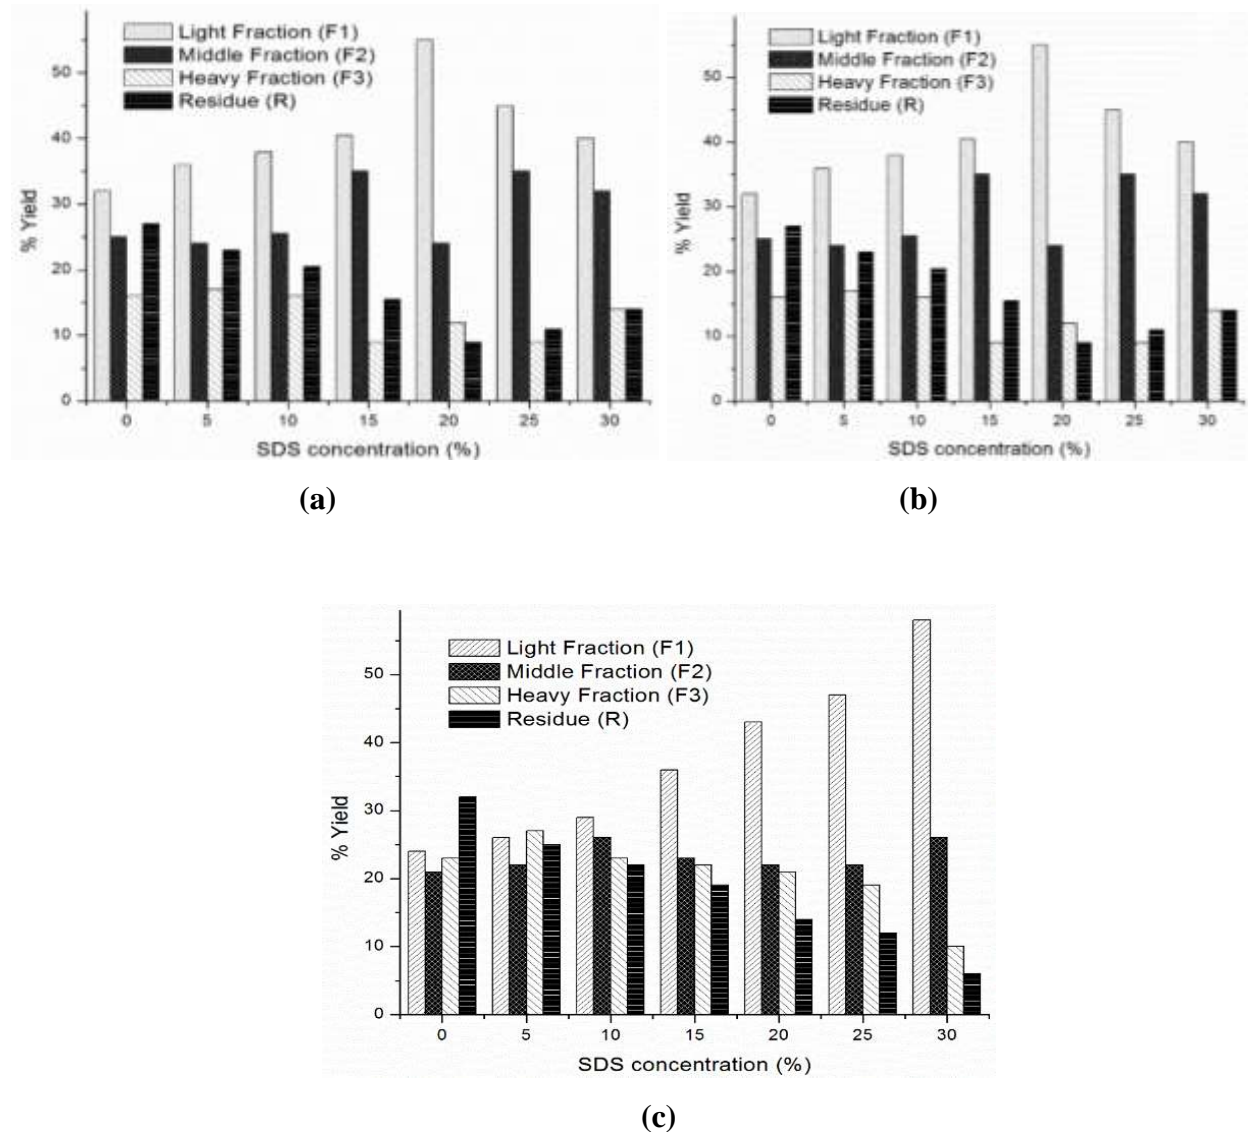 Light Fraction (F1)
Middle Fraction (F2)
Heavy Fraction (F3)
Residue (R)
50
40
30
20
10
0
% Yield
0 5 10 15 20 25 30
SDS concentration (%)
(a)
Light Fraction (F1)
Middle Fraction (F2)
Heavy Fraction (F3)
Residue (R)
50
40
30
20
10
0
% Yield
0 5 10 15 20 25 30
SDS concentration (%)
(b)
Light Fraction (F1)
Middle Fraction (F2)
Heavy Fraction (F3)
Residue (R)
50
40
30
20
10
0
% Yield
0 5 10 15 20 25 30
SDS concentration (%)
(c)